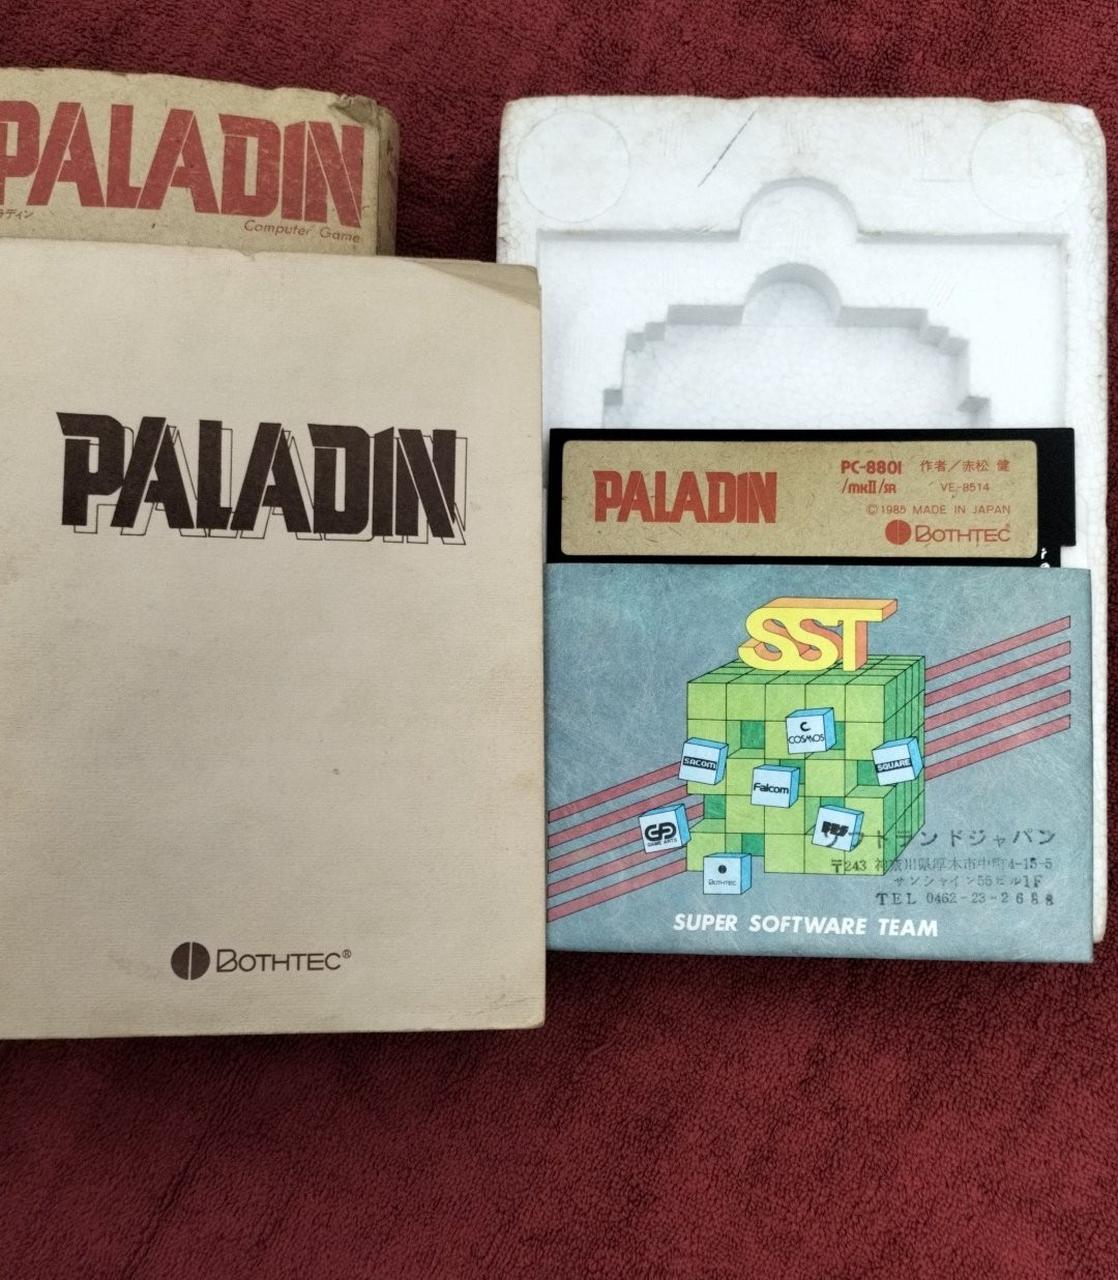 PALADIN
ラディン
Computer Game
PALADIN
BOTHTEC®
PALADIN
PC-8801
/mkII/SR
作者/赤松 健
VE-8514
©1985 MADE IN JAPAN
BOTHTEC®
SST
C
COSMOS
SACOM
SQUARE
Falcom
GAME ARTS
BOTHTEC
ソフトランドジャパン
〒243 神奈川県厚木市中町4-15-5
サンシャイン55ビル1F
TEL 0462-23-2688
SUPER SOFTWARE TEAM